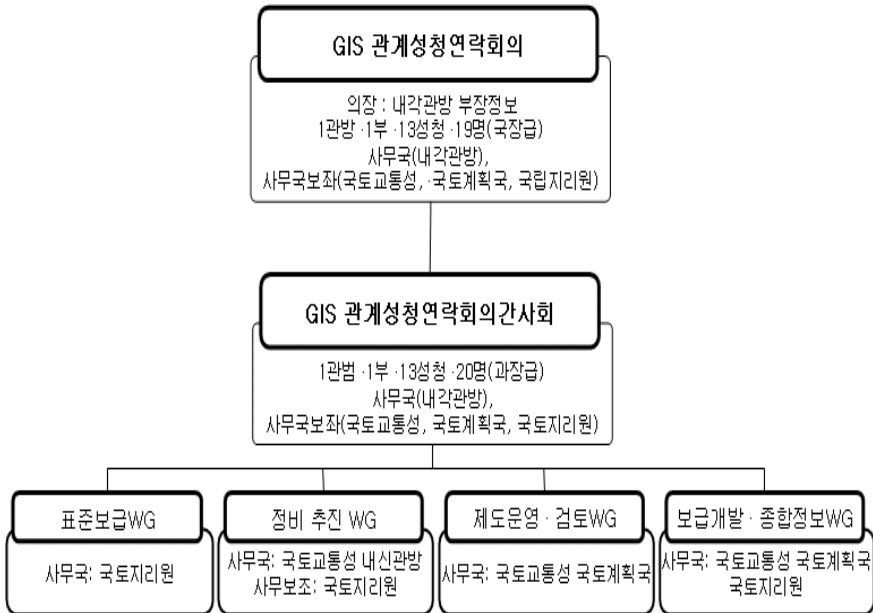 GIS 관계성청연락회의
의장 : 내각관방 부장정보
1관방 ·1부 ·13성청 ·19명(국장급)
사무국(내각관방),
사무국보좌(국토교통성, ·국토계획국, 국립지리원)
GIS 관계성청연락회의간사회
1관범 ·1부 ·13성청 ·20명(과장급)
사무국(내각관방),
사무국보좌(국토교통성, 국토계획국, 국토지리원)
표준보급WG
사무국: 국토지리원
정비 추진 WG
사무국: 국토교통성 내신관방
사무보조: 국토지리원
제도운영 · 검토WG
사무국: 국토교통성 국토계획국
보급개발 · 종합정보WG
사무국: 국토교통성 국토계획국
국토지리원